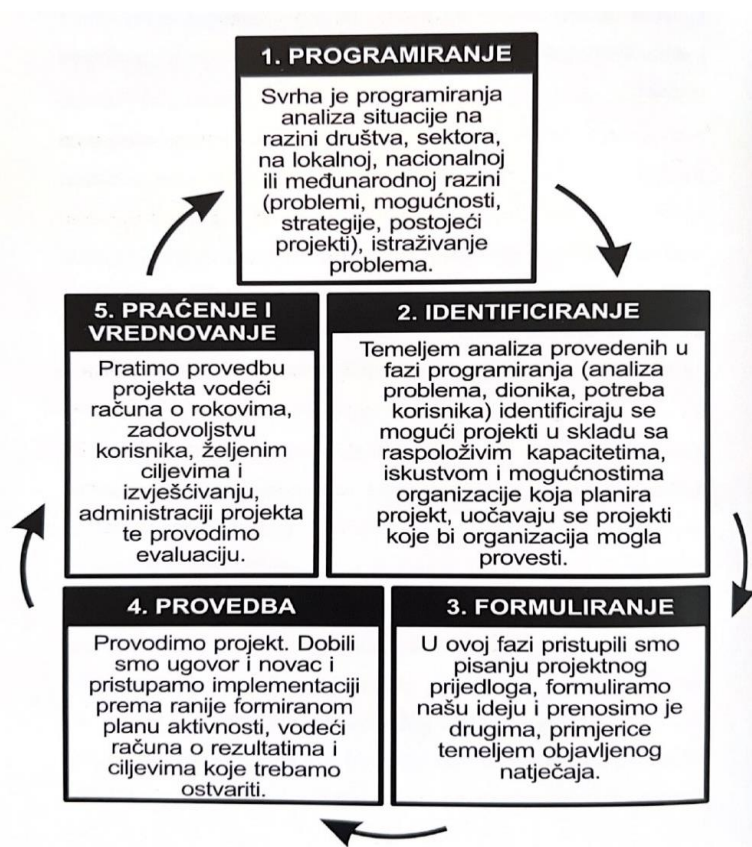 1. PROGRAMIRANJE
Svrha je programiranja
analiza situacije na
razini društva, sektora,
na lokalnoj, nacionalnoj
ili međunarodnoj razini
(problemi, mogućnosti,
strategije, postojeći
projekti), istraživanje
problema.
2. IDENTIFICIRANJE
Temeljem analiza provedenih u
fazi programiranja (analiza
problema, dionika, potreba
korisnika) identificiraju se
mogući projekti u skladu sa
raspoloživim kapacitetima,
iskustvom i mogućnostima
organizacije koja planira
projekt, uočavaju se projekti
koje bi organizacija mogla
provesti.
3. FORMULIRANJE
U ovoj fazi pristupili smo
pisanju projektnog
prijedloga, formuliramo
našu ideju i prenosimo je
drugima, primjerice
temeljem objavljenog
natječaja.
4. PROVEDBA
Provodimo projekt. Dobili
smo ugovor i novac i
pristupamo implementaciji
prema ranije formiranom
planu aktivnosti, vodeći
računa o rezultatima i
ciljevima koje trebamo
ostvariti.
5. PRAĆENJE I
VREDNOVANJE
Pratimo provedbu
projekta vodeći
računa o rokovima,
zadovoljstvu
korisnika, željenim
ciljevima i
izvješćivanju,
administraciji projekta
te provodimo
evaluaciju.